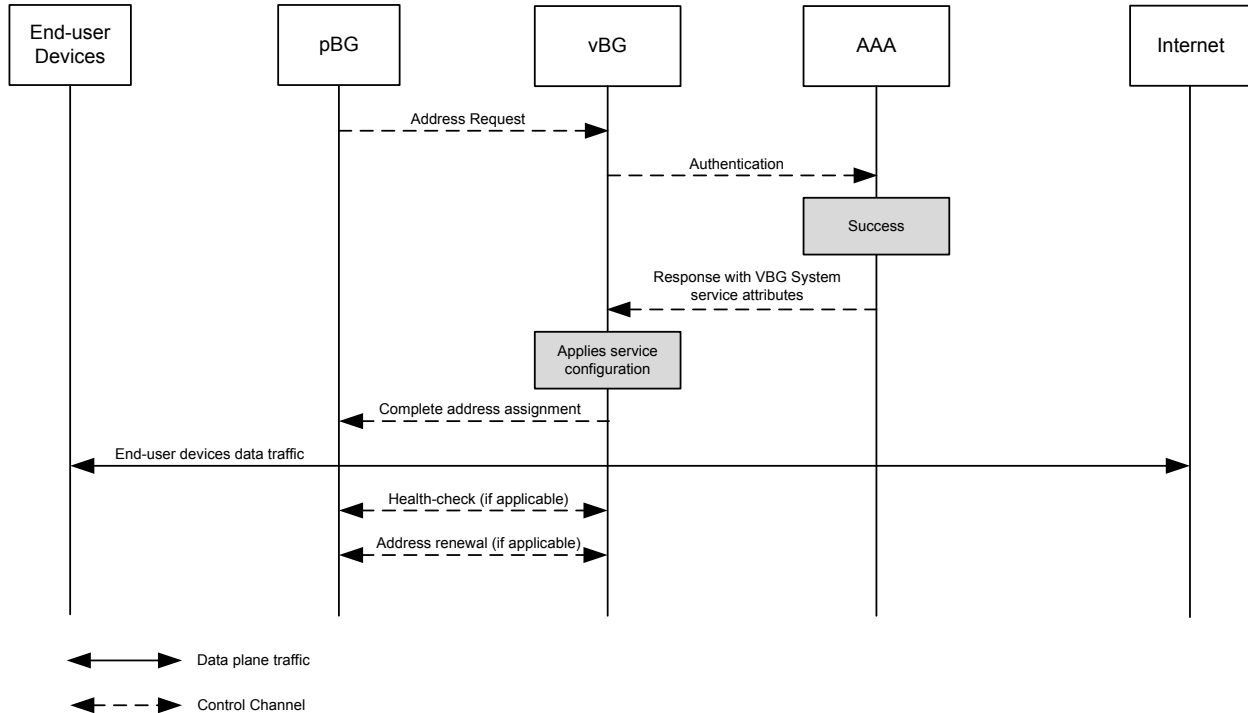 End-user
Devices
pBG
vBG
AAA
Internet
Address Request
Authentication
Success
Response with VBG System
service attributes
Applies service
configuration
Complete address assignment
End-user devices data traffic
Health-check (if applicable)
Address renewal (if applicable)
Data plane traffic
Control Channel